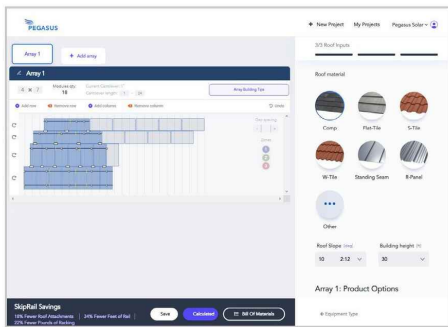 PEGASUS
+ New Project
My Projects
Pegasus Solar
Array 1
+ Add array
3/3 Roof Inputs:
Array 1
Roof material
Modules qty:
18
Array Building Tips
Add row
Remove row
Add column
Remove column
Undo
Comp
Flat-Tile
S-Tile
W-Tile
Standing Seam
R-Panel
Other
Roof Slope (deg)
Building height (ft)
10
2:12
30
Array 1: Product Options
Equipment Type
SkipRail Savings
18% Fewer Roof Attachments
24% Fewer Feet of Rail
22% Fewer Pounds of Racking
Save
Calculated
Bill Of Materials